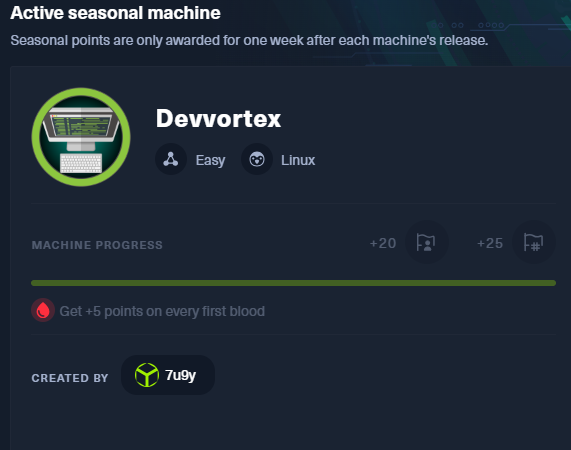 Active seasonal machine
Seasonal points are only awarded for one week after each machine's release.
Devvortex
Easy Linux
MACHINE PROGRESS +20 +25
Get +5 points on every first blood
CREATED BY 7u9y